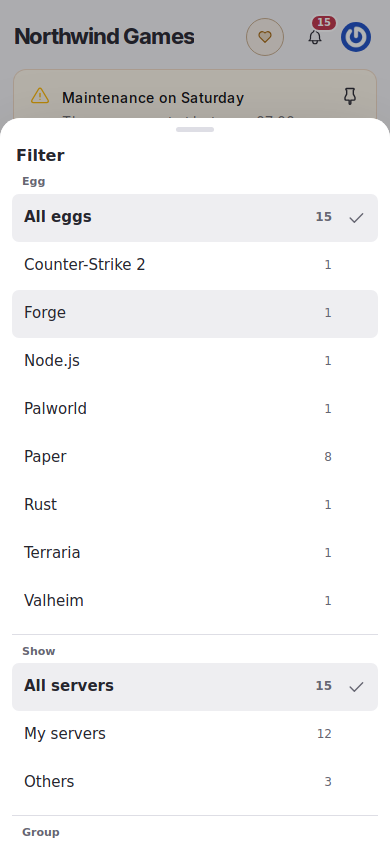 Northwind Games
15
Maintenance on Saturday
Filter
Egg
All eggs 15
Counter-Strike 2 1
Forge 1
Node.js 1
Palworld 1
Paper 8
Rust 1
Terraria 1
Valheim 1
Show
All servers 15
My servers 12
Others 3
Group